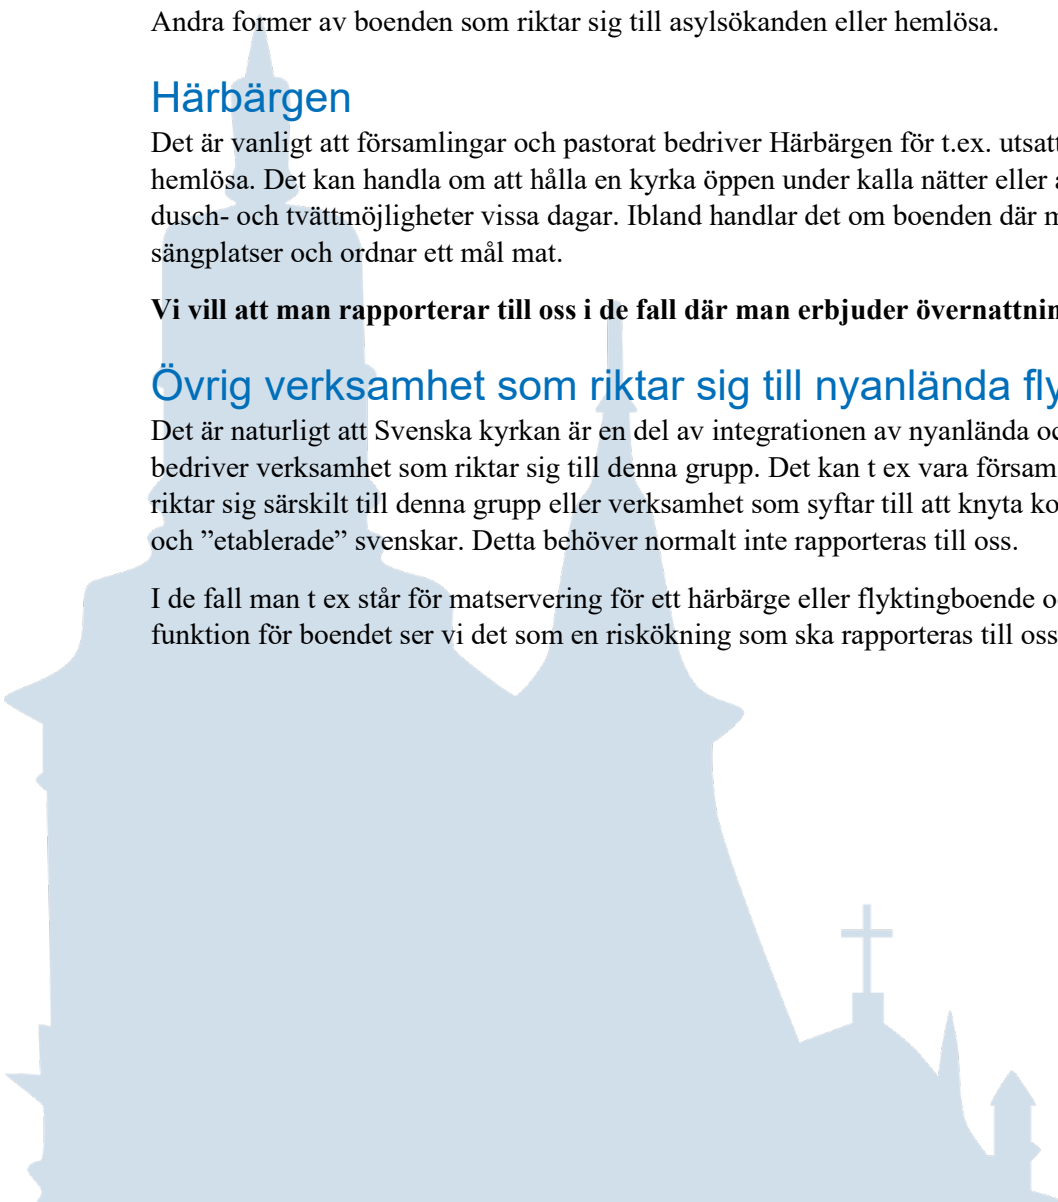 Andra former av boenden som riktar sig till asylsökanden eller hemlösa.
Härbärgen
Det är vanligt att församlingar och pastorat bedriver Härbärgen för t.ex. utsatt
hemlösa. Det kan handla om att hålla en kyrka öppen under kalla nätter eller
dusch- och tvättmöjligheter vissa dagar. Ibland handlar det om boenden där
sängplatser och ordnar ett mål mat.
Vi vill att man rapporterar till oss i de fall där man erbjuder övernattnin
Övrig verksamhet som riktar sig till nyanlända fly
Det är naturligt att Svenska kyrkan är en del av integrationen av nyanlända oc
bedriver verksamhet som riktar sig till denna grupp. Det kan t ex vara försam
riktar sig särskilt till denna grupp eller verksamhet som syftar till att knyta ko
och ”etablerade” svenskar. Detta behöver normalt inte rapporteras till oss.
I de fall man t ex står för matservering för ett härbärge eller flyktingboende o
funktion för boendet ser vi det som en riskökning som ska rapporteras till oss